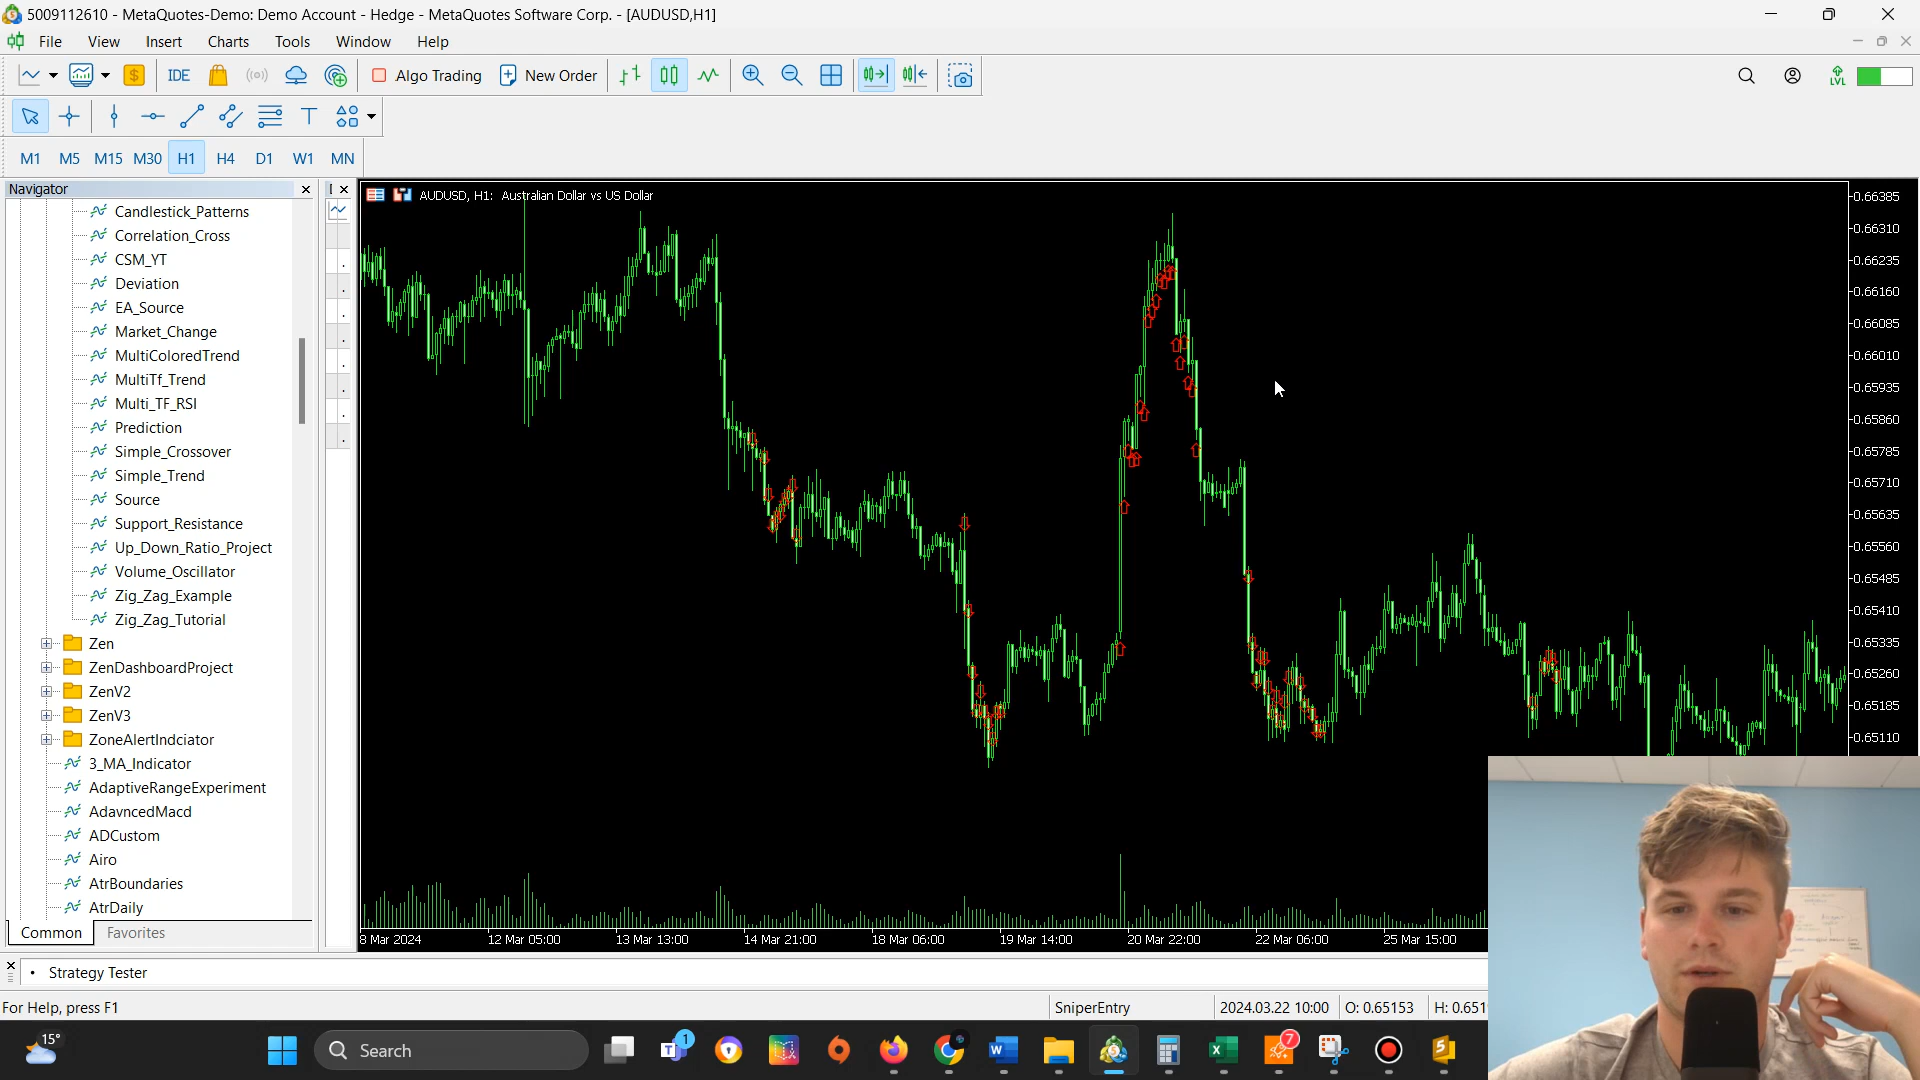 5009112610 - MetaQuotes-Demo: Demo Account - Hedge - MetaQuotes Software Corp. - [AUDUSD,H1]
File View Insert Charts Tools Window Help
IDE Algo Trading New Order LVL
M1 M5 M15 M30 H1 H4 D1 W1 MN
Navigator
AUDUSD, H1: Australian Dollar vs US Dollar
Candlestick_Patterns
Correlation_Cross
CSM_YT
Deviation
EA_Source
Market_Change
MultiColoredTrend
MultiTf_Trend
Multi_TF_RSI
Prediction
Simple_Crossover
Simple_Trend
Source
Support_Resistance
Up_Down_Ratio_Project
Volume_Oscillator
Zig_Zag_Example
Zig_Zag_Tutorial
Zen
ZenDashboardProject
ZenV2
ZenV3
ZoneAlertIndciator
3_MA_Indicator
AdaptiveRangeExperiment
AdavncedMacd
ADCustom
Airo
AtrBoundaries
AtrDaily
Common Favorites
0.66385
0.66310
0.66235
0.66160
0.66085
0.66010
0.65935
0.65860
0.65785
0.65710
0.65635
0.65560
0.65485
0.65410
0.65335
0.65260
0.65185
0.65110
8 Mar 2024 12 Mar 05:00 13 Mar 13:00 14 Mar 21:00 18 Mar 06:00 19 Mar 14:00 20 Mar 22:00 22 Mar 06:00 25 Mar 15:00
Strategy Tester
For Help, press F1 SniperEntry 2024.03.22 10:00 O: 0.65153 H: 0.651
15° Search 1 7